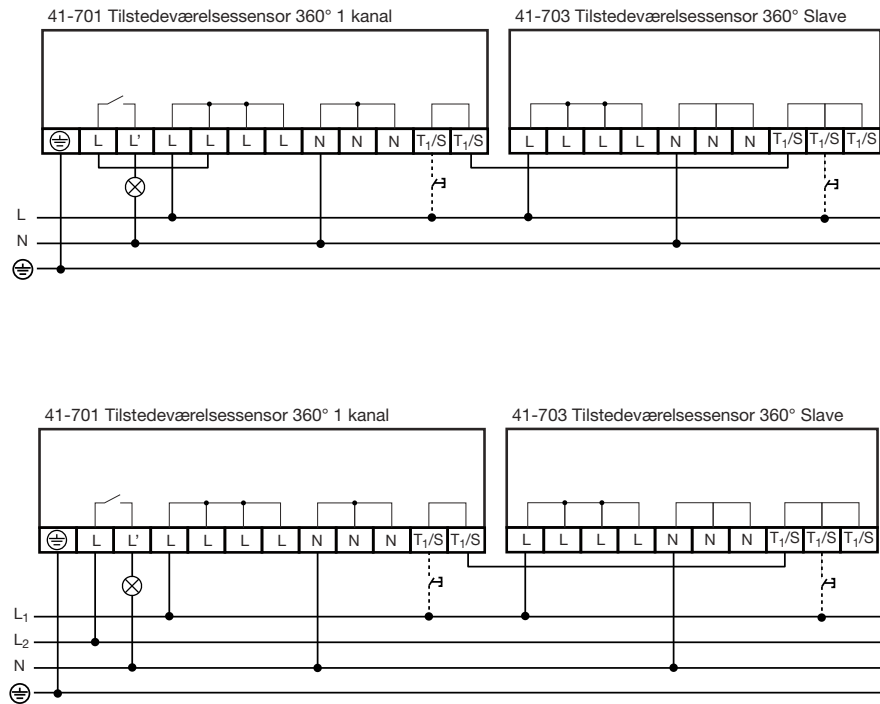 41-701 Tilstedeværelsessensor 360° 1 kanal
41-703 Tilstedeværelsessensor 360° Slave
L L' L L L L N N N T₁/S T₁/S
L L L L N N N T₁/S T₁/S T₁/S
L
N
41-701 Tilstedeværelsessensor 360° 1 kanal
41-703 Tilstedeværelsessensor 360° Slave
L L' L L L L N N N T₁/S T₁/S
L L L L N N N T₁/S T₁/S T₁/S
L₁
L₂
N